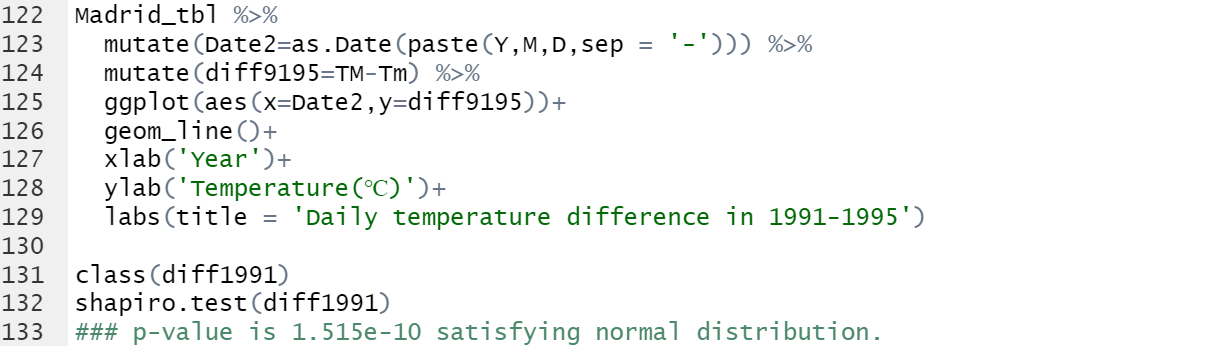 122 Madrid_tbl %>%
123   mutate(Date2=as.Date(paste(Y,M,D,sep = '-'))) %>%
124   mutate(diff9195=TM-Tm) %>%
125   ggplot(aes(x=Date2,y=diff9195))+
126   geom_line()+
127   xlab('Year')+
128   ylab('Temperature(℃)')+
129   labs(title = 'Daily temperature difference in 1991-1995')
130
131 class(diff1991)
132 shapiro.test(diff1991)
133 ### p-value is 1.515e-10 satisfying normal distribution.